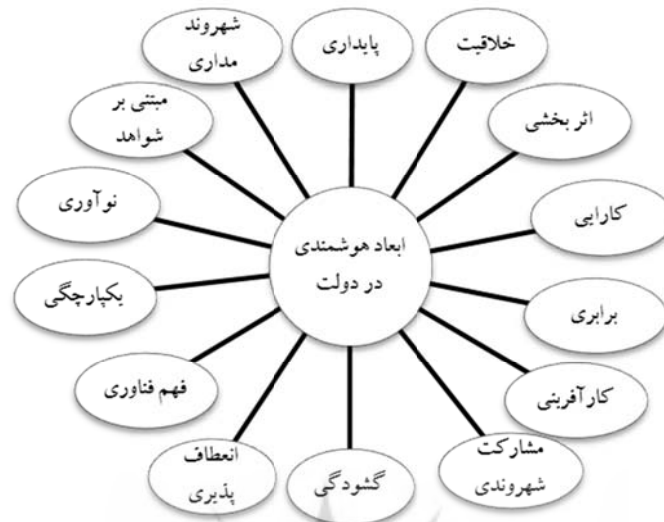 ابعاد هوشمندی
در دولت
پایداری
خلاقیت
اثر بخشی
کارایی
برابری
کارآفرینی
مشارکت
شهروندی
گشودگی
انعطاف
پذیری
فهم فناوری
یکپارچگی
نوآوری
مبتنی بر
شواهد
شهروند
مداری